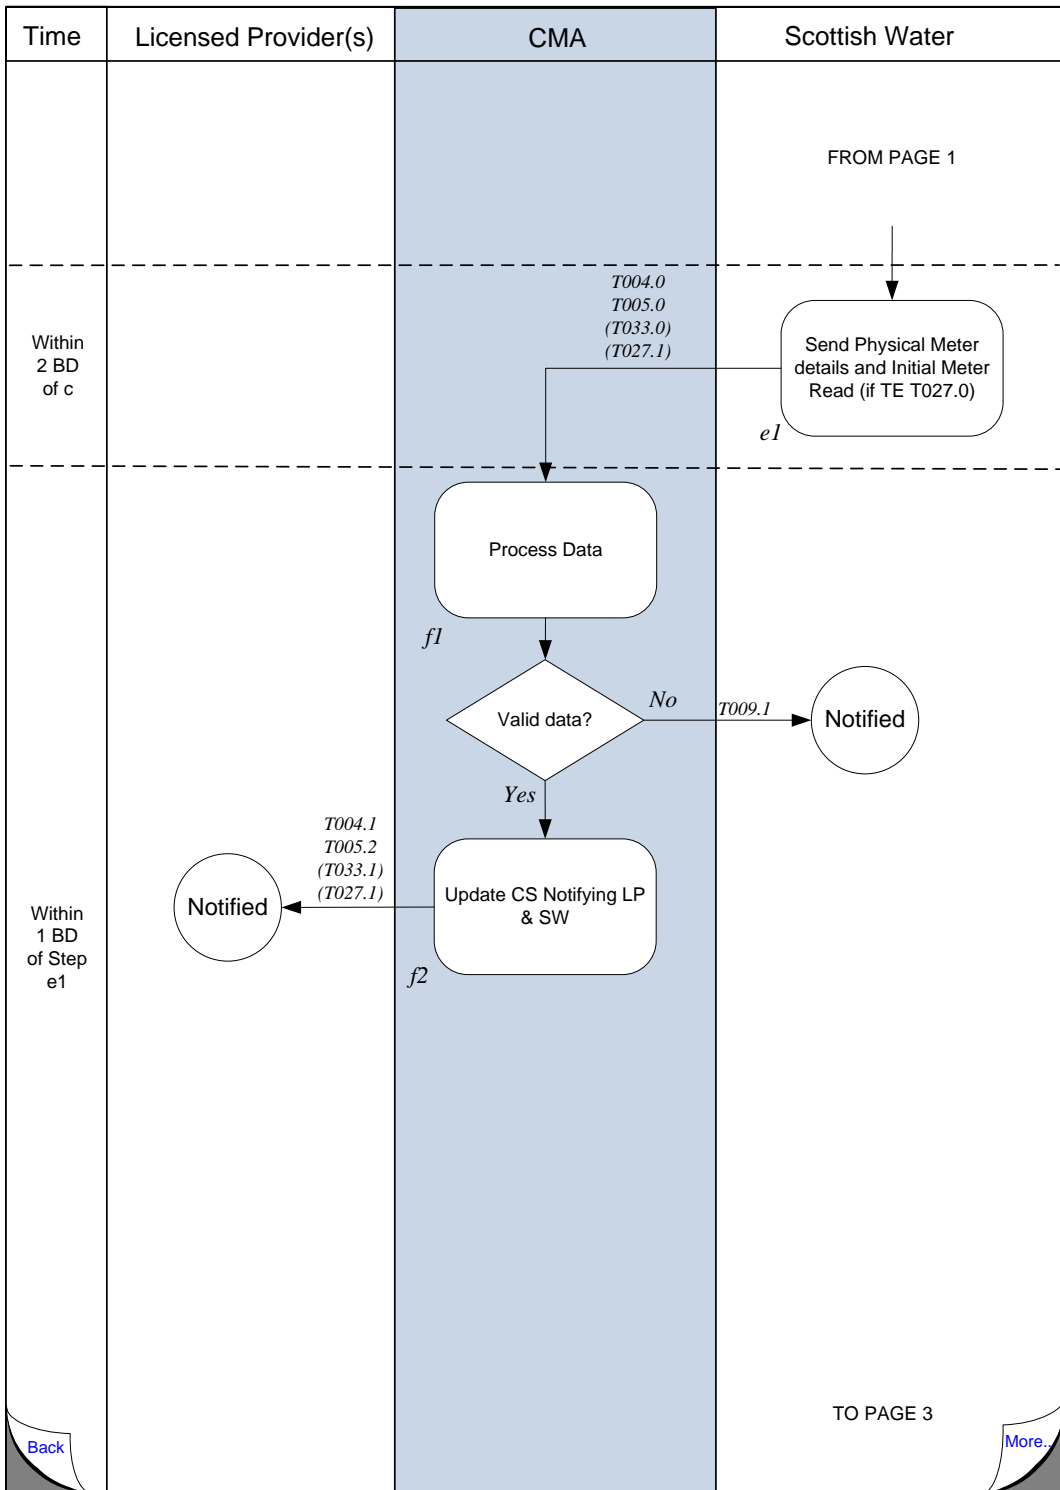 Time
Licensed Provider(s)
CMA
Scottish Water
FROM PAGE 1
Within
2 BD
of c
T004.0
T005.0
(T033.0)
(T027.1)
Send Physical Meter
details and Initial Meter
Read (if TE T027.0)
e1
Process Data
f1
Valid data?
No
T009.1
Notified
Yes
T004.1
T005.2
(T033.1)
(T027.1)
Notified
Update CS Notifying LP
& SW
f2
Within
1 BD
of Step
e1
TO PAGE 3
Back
More..